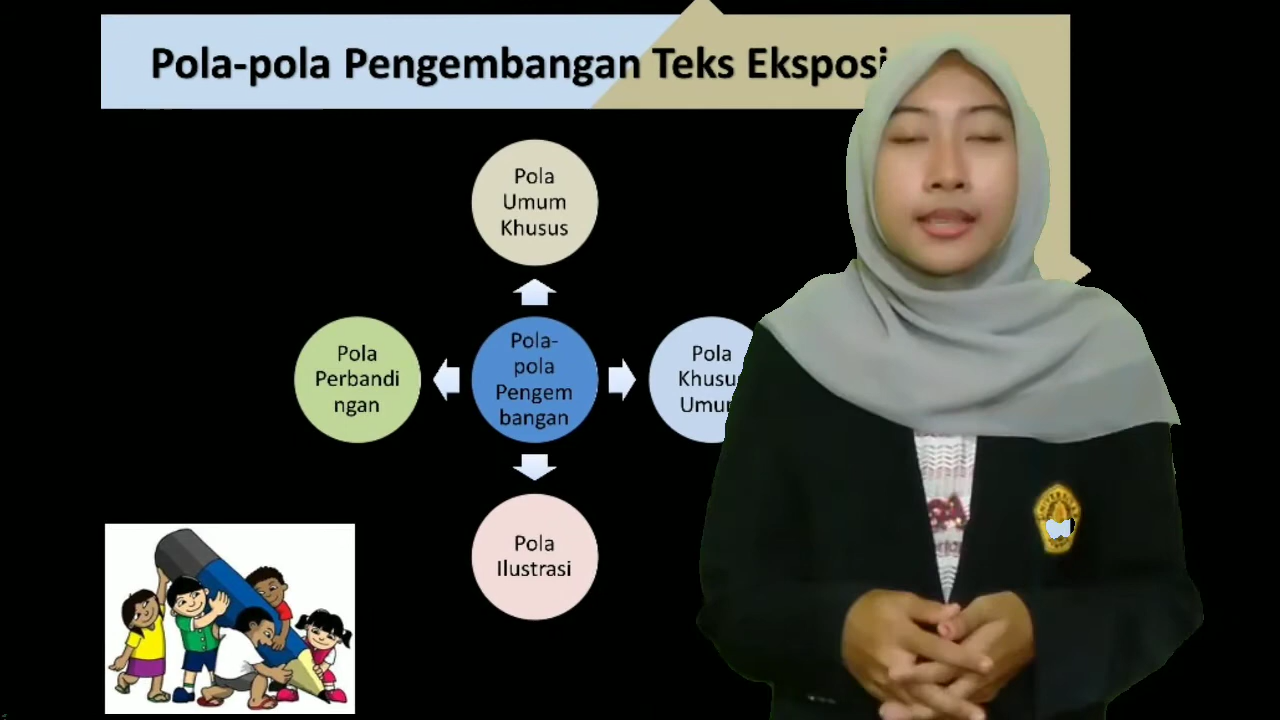 Pola-pola Pengembangan Teks Eksposi
Pola
Umum
Khusus
Pola
Perbandi
ngan
Pola-
pola
Pengem
bangan
Pola
Khusu
Umu
Pola
Ilustrasi